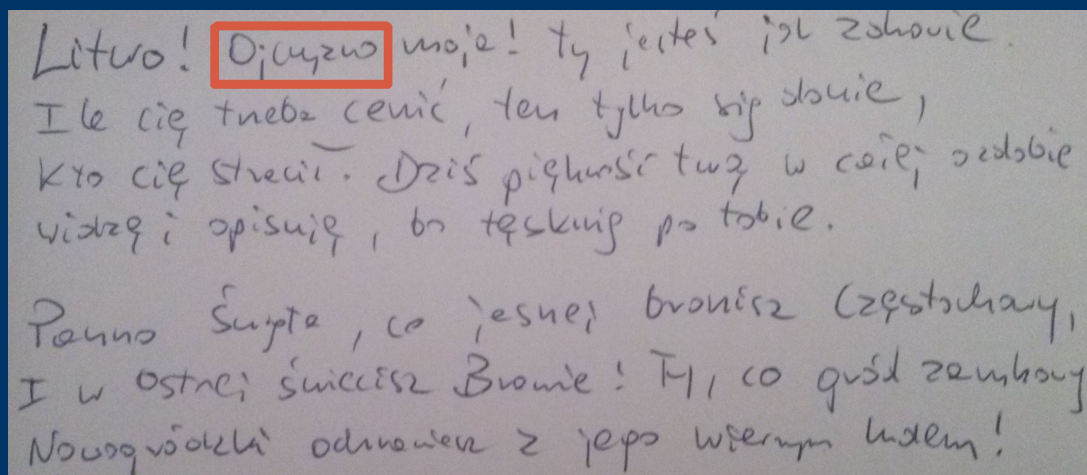 Litwo! Ojczyzno moja! ty jesteś jak zdrowie.
Ile cię trzeba cenić, ten tylko się dowie,
Kto cię stracił. Dziś piękność twą w całej ozdobie
widzę i opisuję, bo tęsknię po tobie.
Panno Święta, co jasnej bronisz Częstochowy,
I w Ostrej świecisz Bramie! Ty, co gród zamkowy
Nowogródzki ochraniasz z jego wiernym ludem!